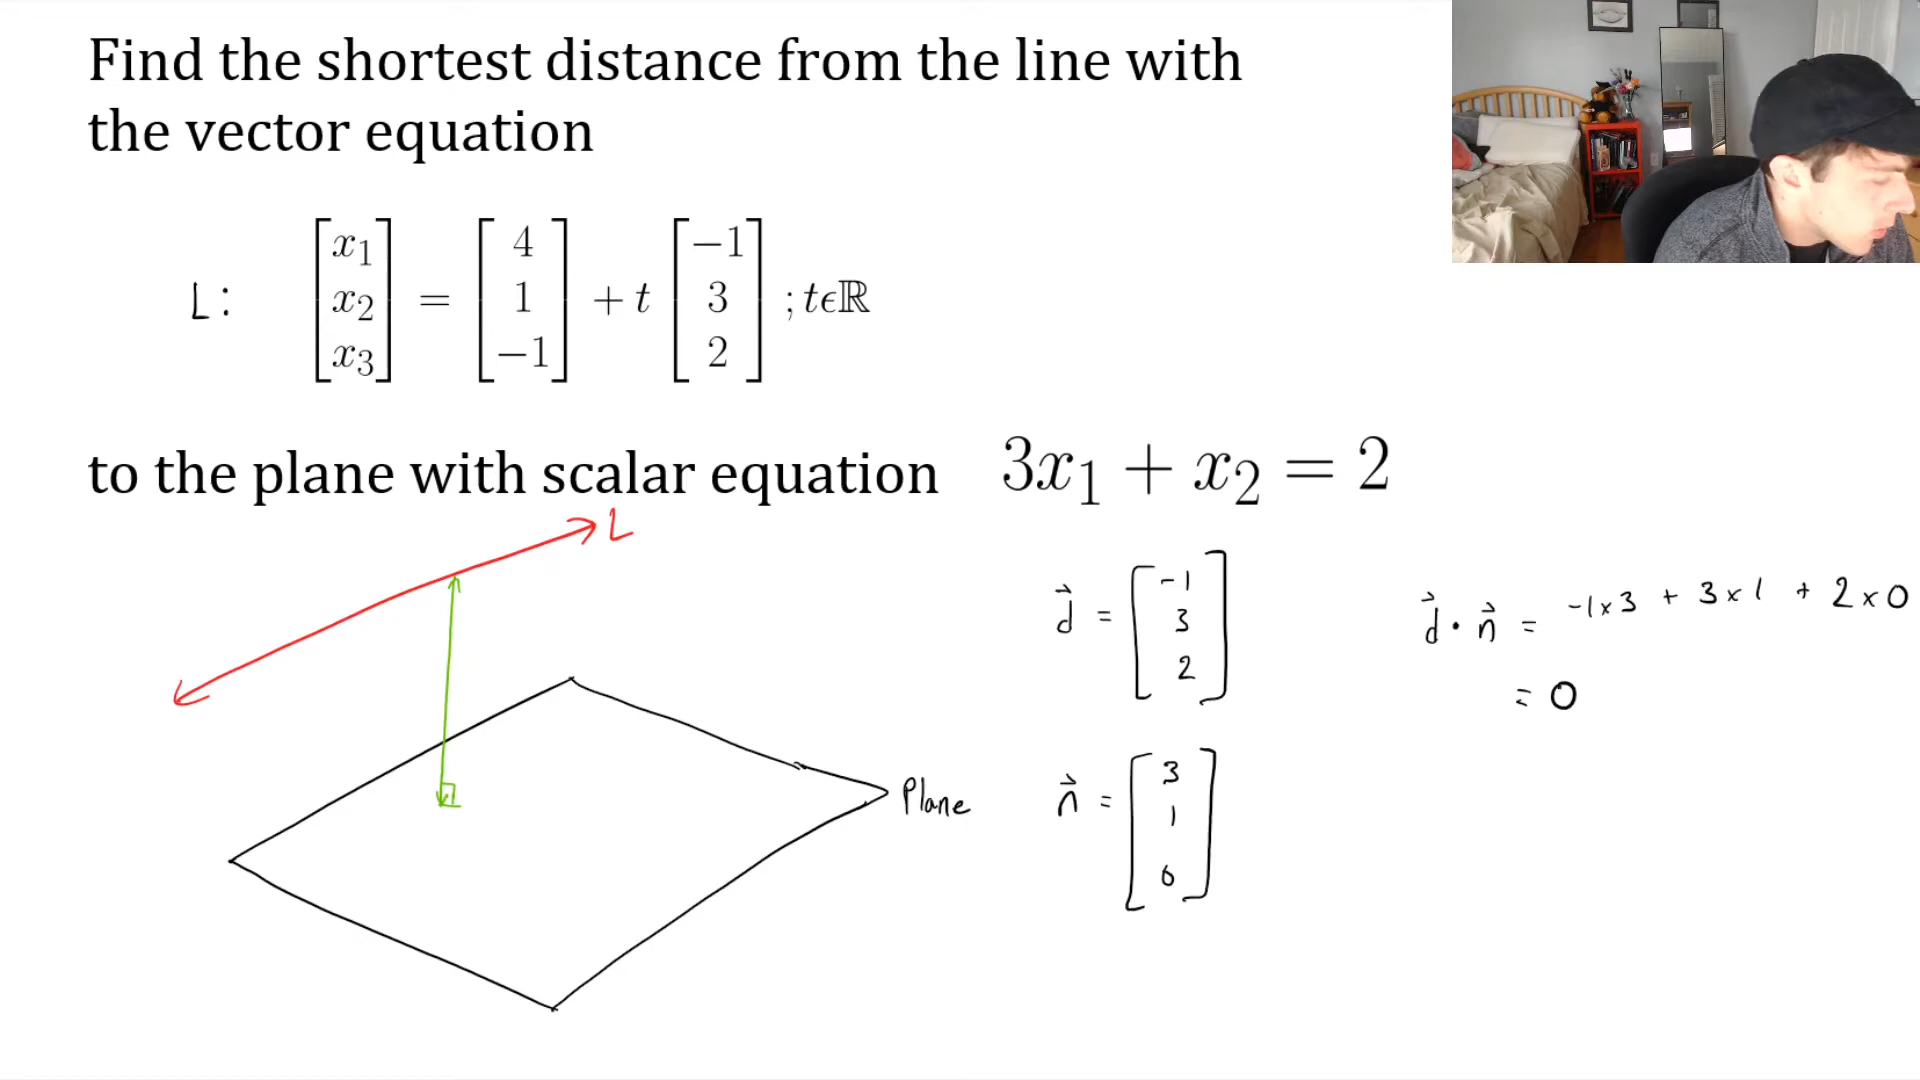 Find the shortest distance from the line with
the vector equation
L: [x₁ x₂ x₃] = [4 1 −1] + t [−1 3 2] ; tϵℝ
to the plane with scalar equation 3x₁ + x₂ = 2
L
d⃗ = [-1 3 2]
d⃗ · n⃗ = -1×3 + 3×1 + 2×0
= 0
Plane
n⃗ = [3 1 0]